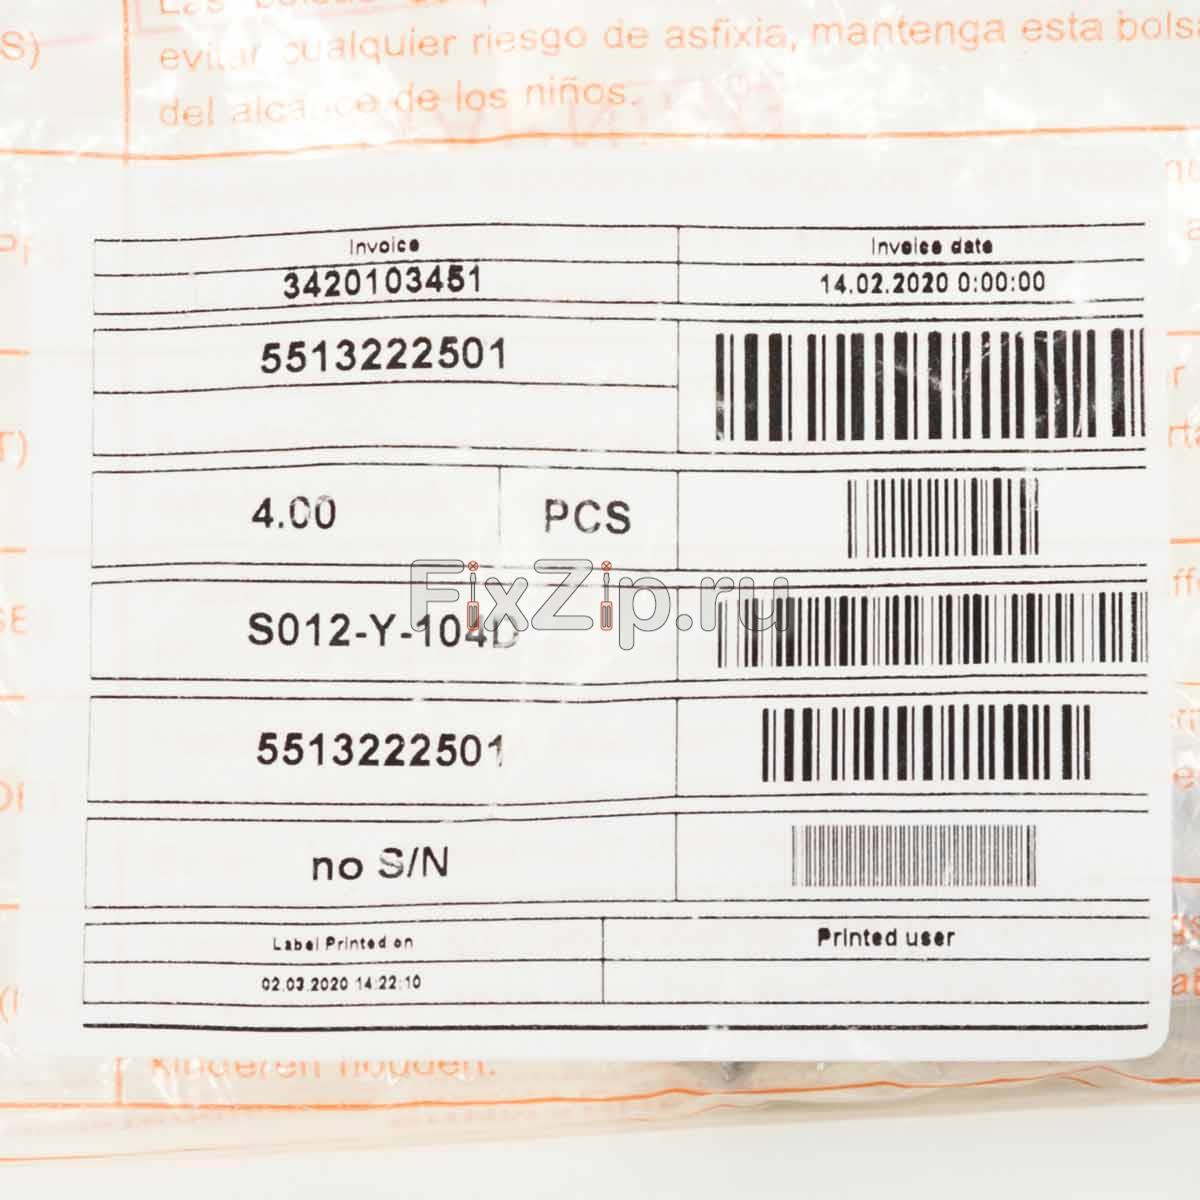 Las bolsas
S)
evitar cualquier riesgo de asfixia, mantenga esta bolsa
del alcance de los niños.
Invoice
Invoice date
3420103451
14.02.2020 0:00:00
5513222501
4.00
PCS
FixZip.ru
S012-Y-104D
5513222501
no S/N
Label Printed on
Printed user
02.03.2020 14:22:10
kinderen houden.